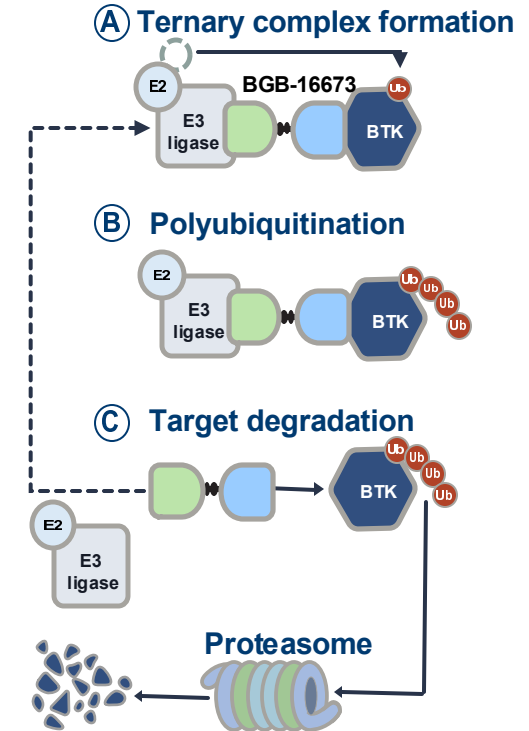 A Ternary complex formation
E2
BGB-16673
Ub
E3
ligase
BTK
B Polyubiquitination
E2
Ub
Ub
Ub
Ub
E3
ligase
BTK
C Target degradation
Ub
Ub
Ub
Ub
BTK
E2
E3
ligase
Proteasome